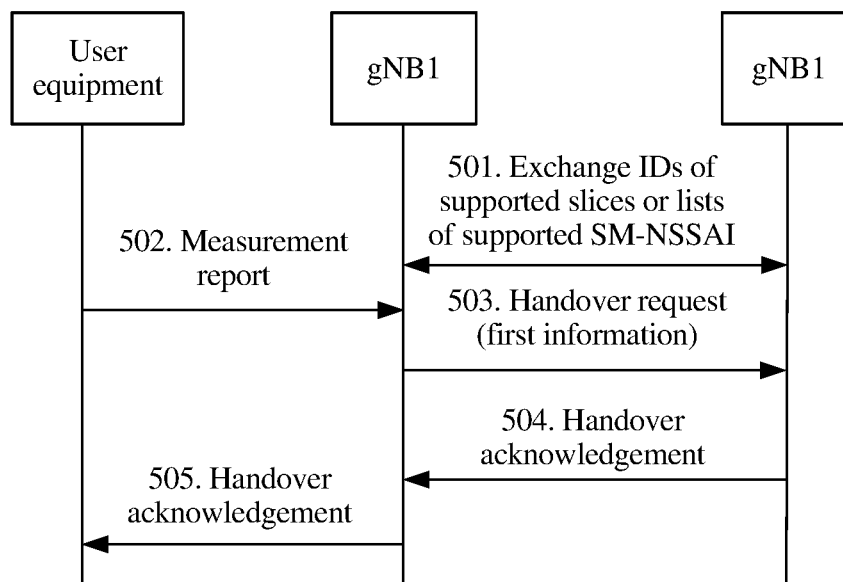 User
equipment
gNB1
gNB1
501. Exchange IDs of
supported slices or lists
of supported SM-NSSAI
502. Measurement
report
503. Handover request
(first information)
504. Handover
acknowledgement
505. Handover
acknowledgement